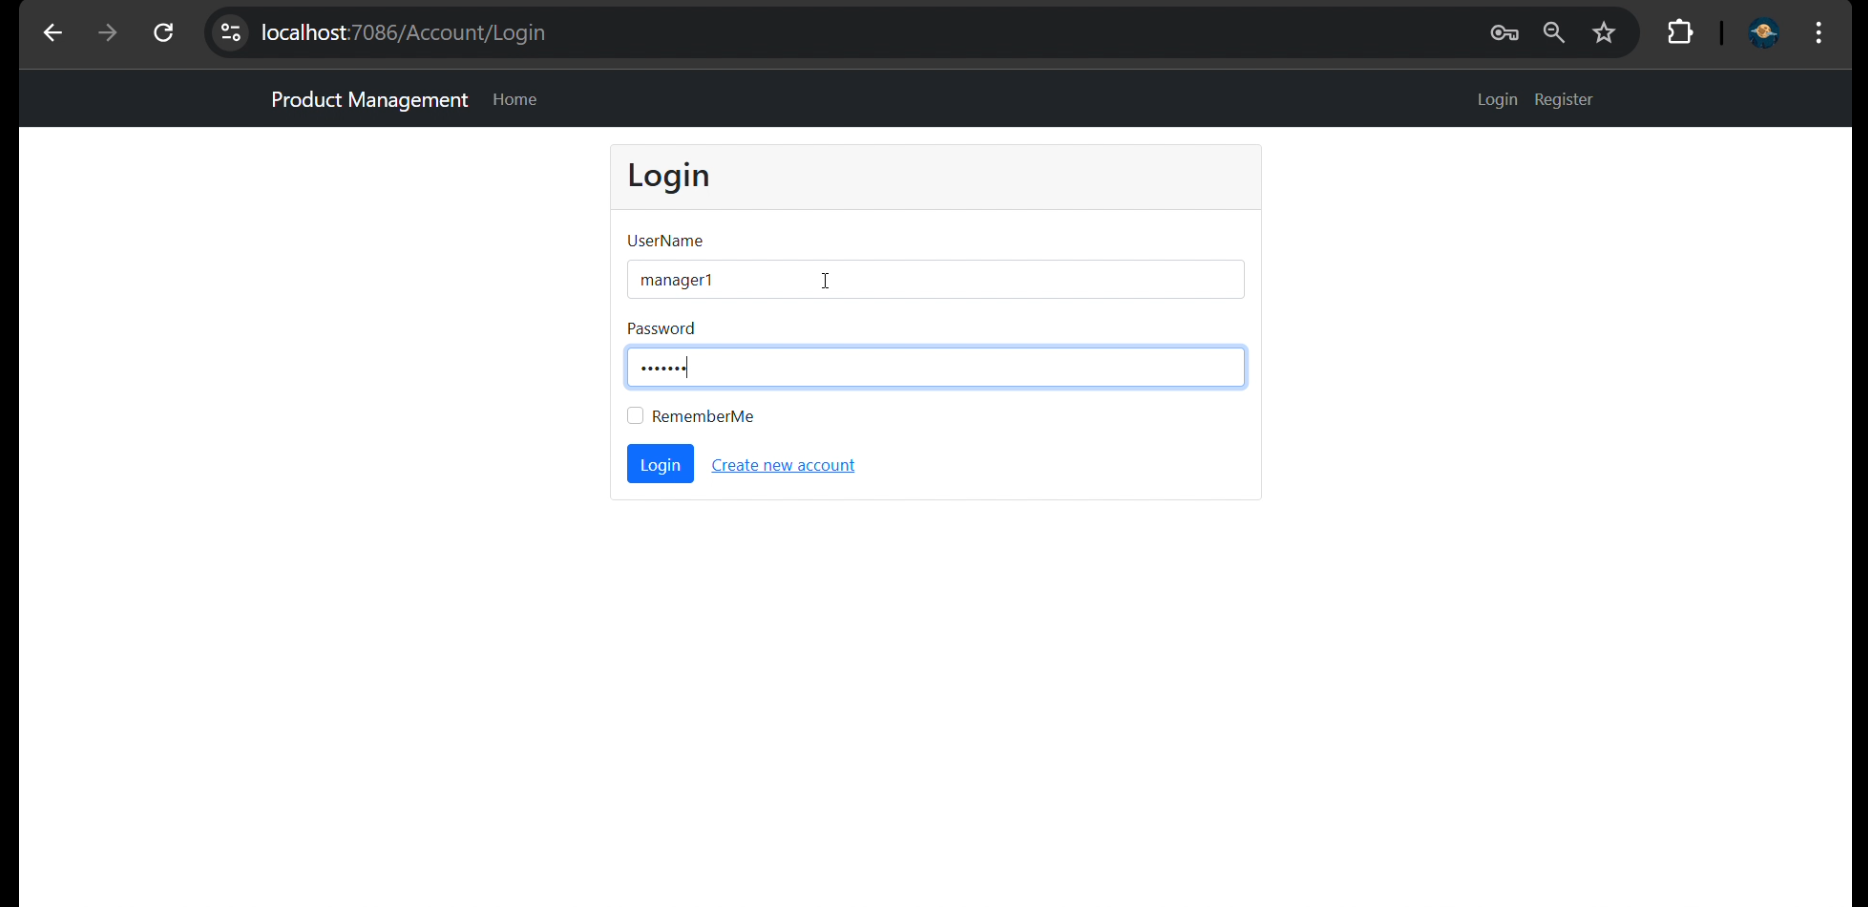 localhost:7086/Account/Login
Product Management Home Login Register
Login
UserName
manager1
Password
•••••••
RememberMe
Login Create new account